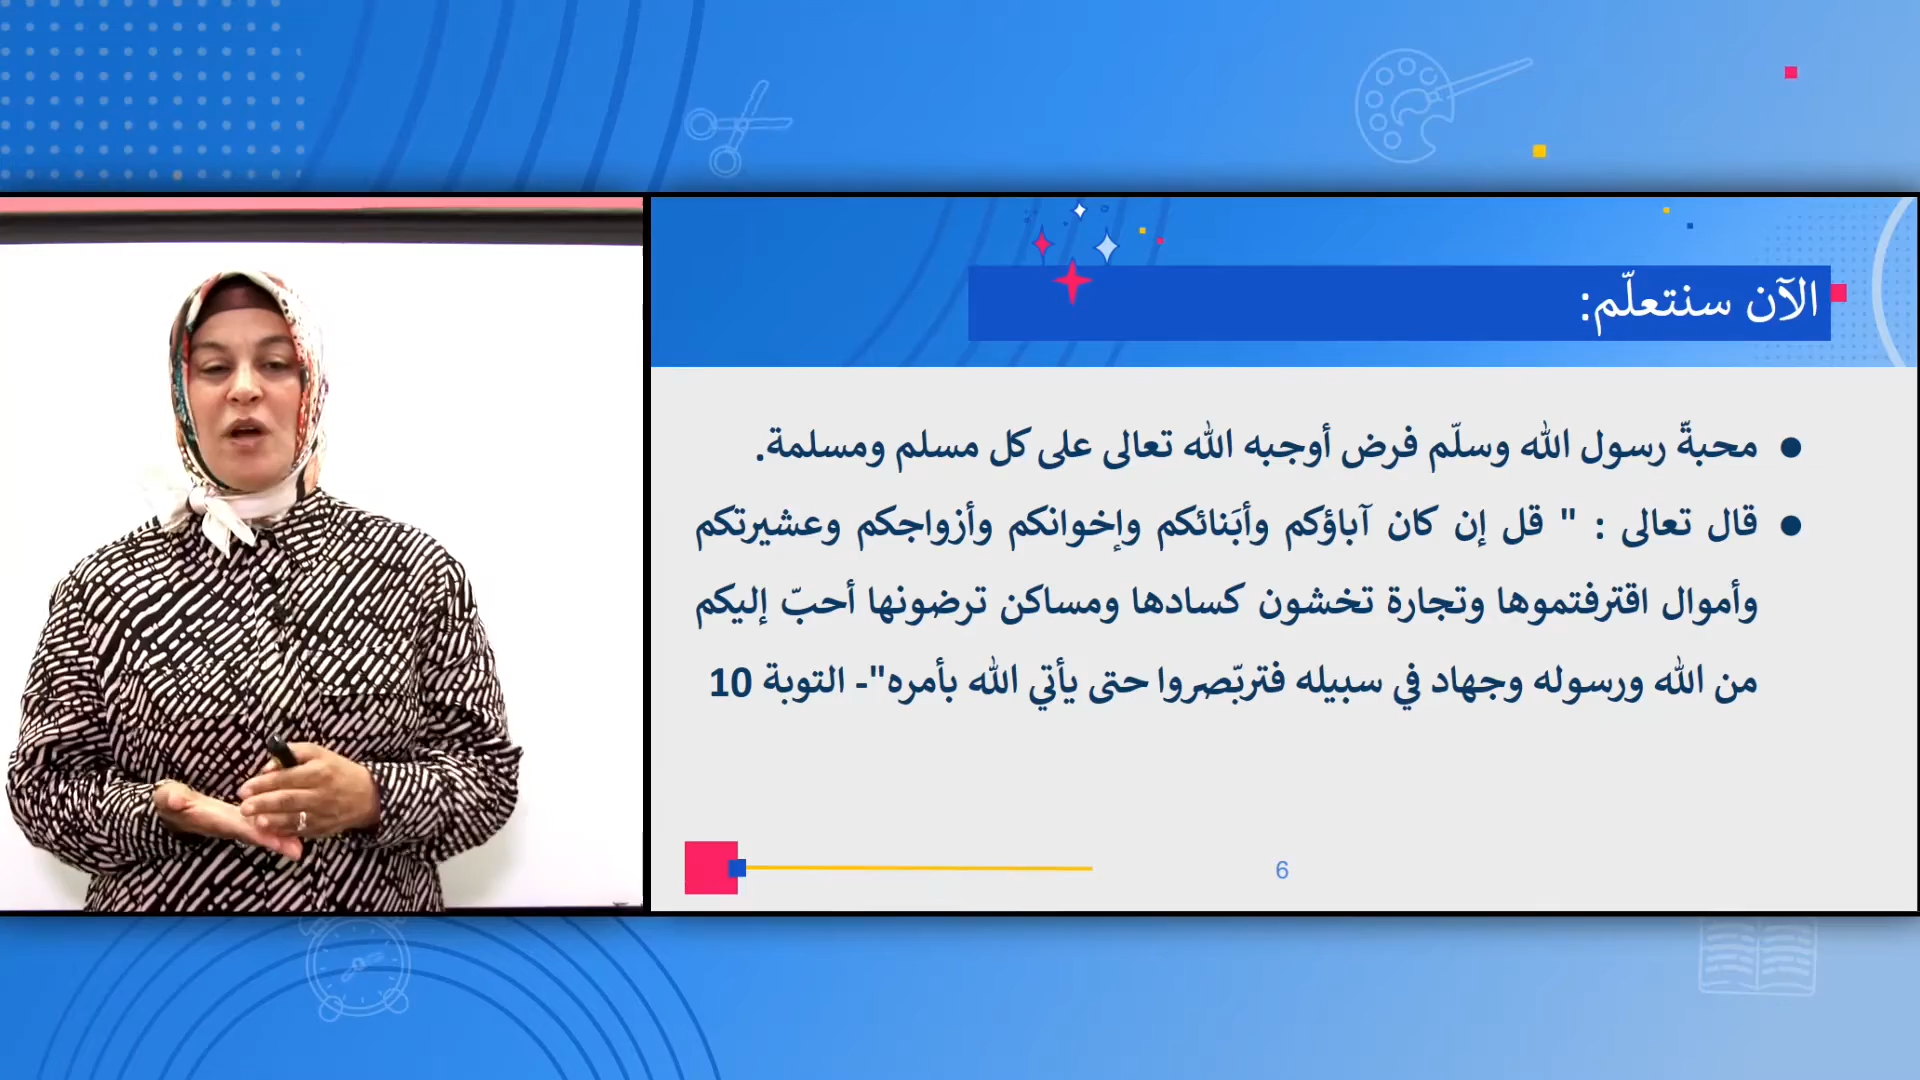 الآن سنتعلّم:
● محبةّ رسول الله وسلّم فرض أوجبه الله تعالى على كل مسلم ومسلمة.
● قال تعالى : " قل إن كان آباؤكم وأبَنائكم وإخوانكم وأزواجكم وعشيرتكم
وأموال اقترفتموها وتجارة تخشون كسادها ومساكن ترضونها أحبّ إليكم
من الله ورسوله وجهاد في سبيله فتربّصروا حتى يأتي الله بأمره"- التوبة 10
6